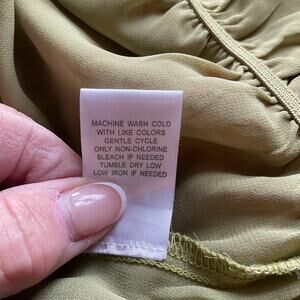 MACHINE WASH COLD
WITH LIKE COLORS
GENTLE CYCLE
ONLY NON-CHLORINE
BLEACH IF NEEDED
TUMBLE DRY LOW
LOW IRON IF NEEDED